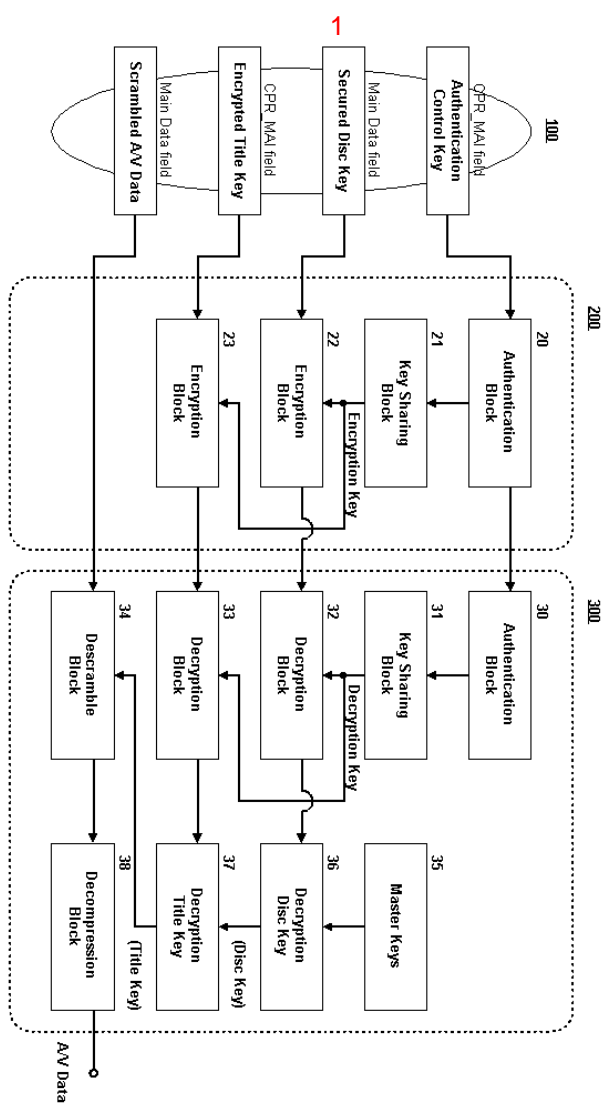 1
100
Authentication
Control Key
CPR_MAI field
Secured Disc Key
Main Data field
Encrypted Title Key
CPR_MAI field
Scrambled A/V Data
Main Data field
200
20
Authentication
Block
21
Key Sharing
Block
22
Encryption
Block
Encryption Key
23
Encryption
Block
300
30
Authentication
Block
31
Key Sharing
Block
32
Decryption
Block
Decryption Key
33
Decryption
Block
34
Descramble
Block
35
Master Keys
36
Decryption
Disc Key
(Disc Key)
37
Decryption
Title Key
(Title Key)
38
Decompression
Block
A/V Data